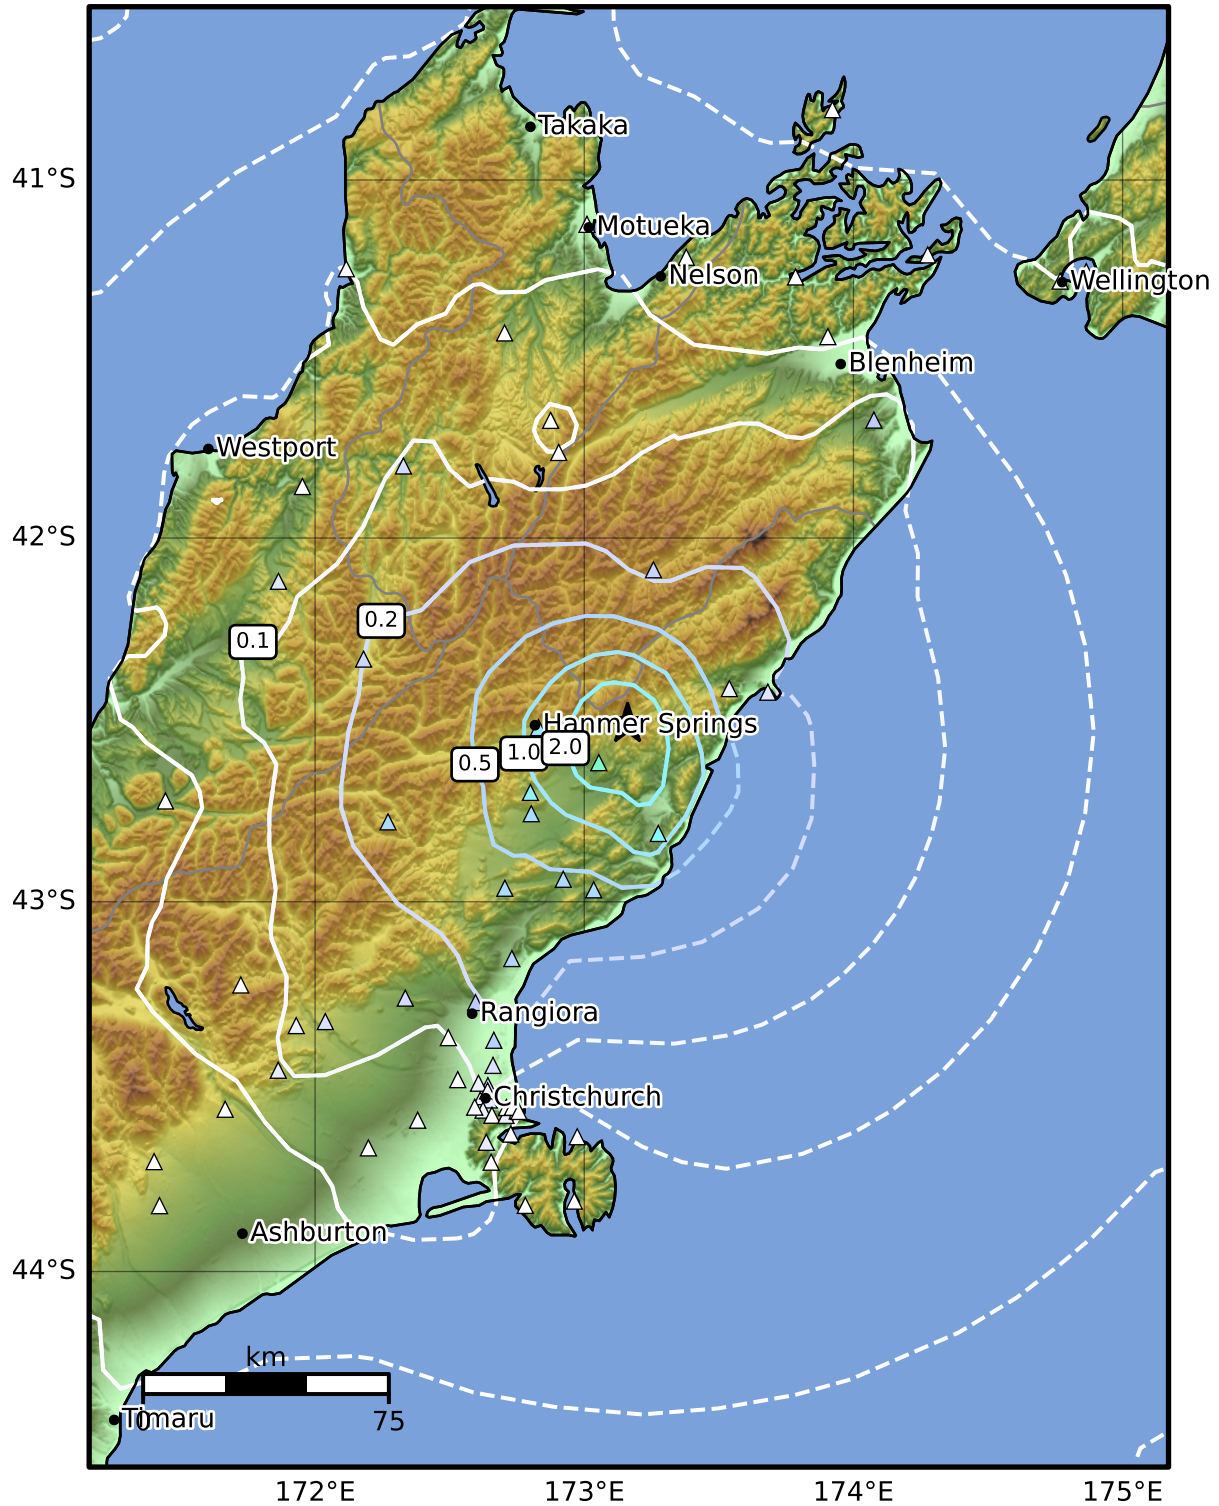 Takaka
41°S
Motueka
Nelson
Wellington
Blenheim
Westport
42°S
0.2
0.1
Hanmer Springs
0.5
1.0
2.0
43°S
Rangiora
Christchurch
Ashburton
44°S
km
Timaru
0
75
172°E
173°E
174°E
175°E